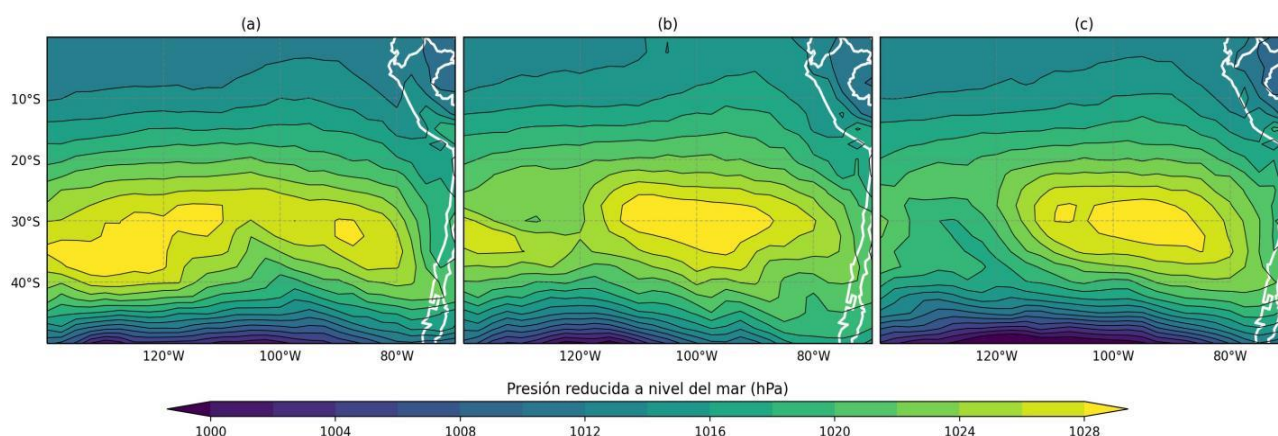 (a) (b) (c)
10°S
20°S
30°S
40°S
120°W 100°W 80°W 120°W 100°W 80°W 120°W 100°W 80°W
Presión reducida a nivel del mar (hPa)
1000 1004 1008 1012 1016 1020 1024 1028